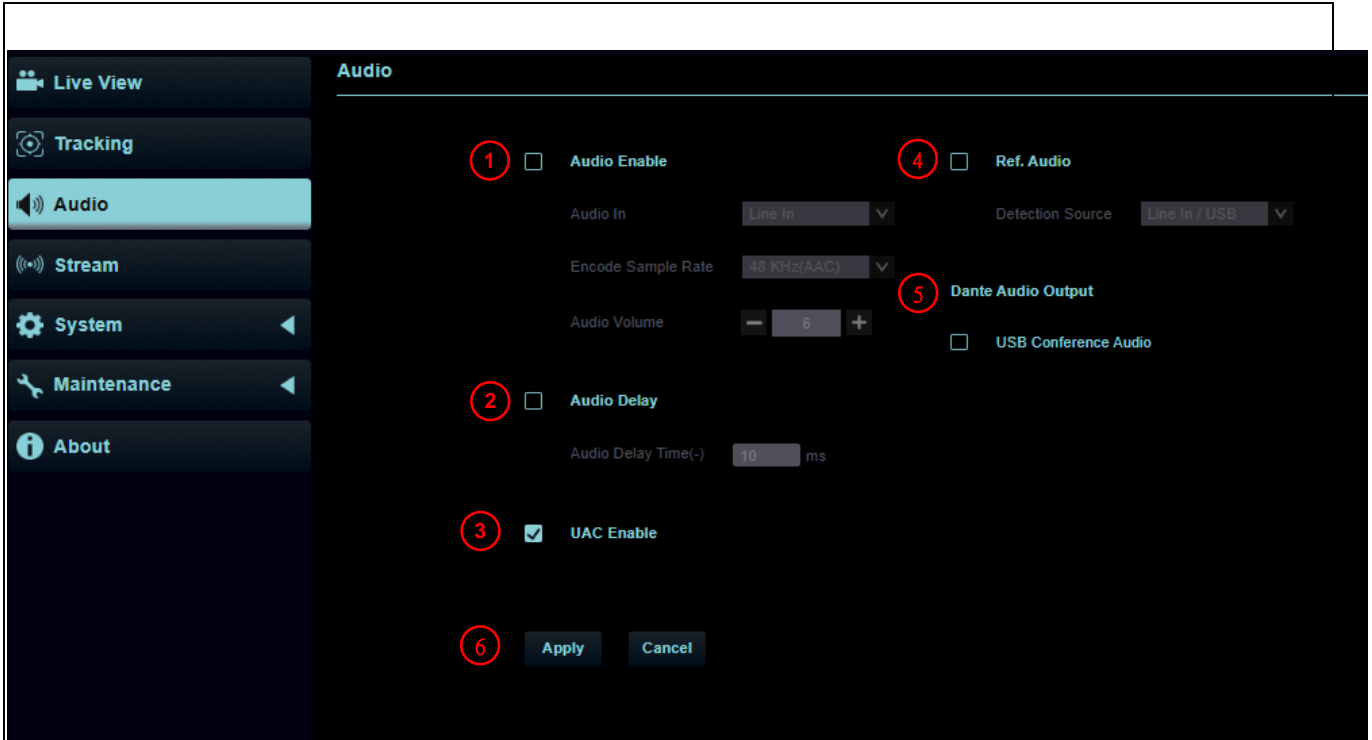 Live View
Tracking
Audio
Stream
System
Maintenance
About
Audio
1 Audio Enable
Audio In Line In
Encode Sample Rate 48 KHz(AAC)
Audio Volume 6
2 Audio Delay
Audio Delay Time(-) 10 ms
3 UAC Enable
4 Ref. Audio
Detection Source Line In / USB
5 Dante Audio Output
USB Conference Audio
6 Apply Cancel